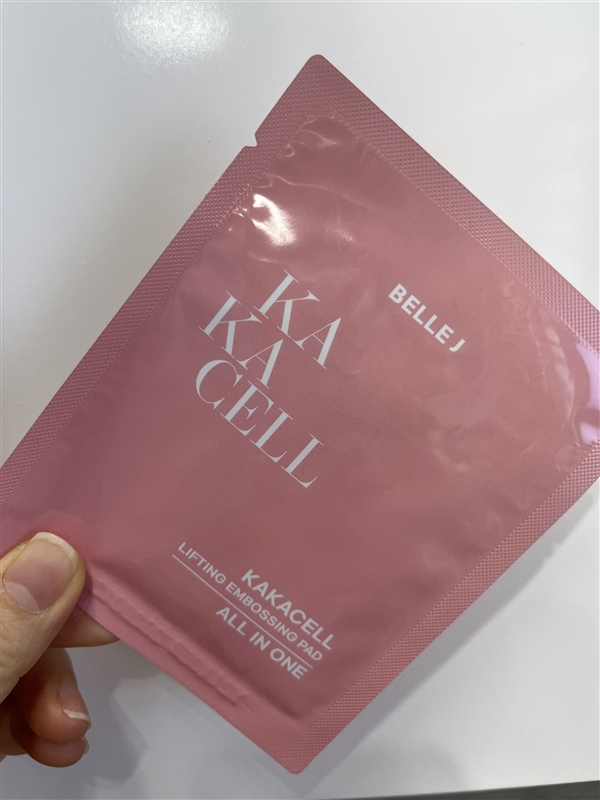 BELLE J
KA
KA
CELL
KAKACELL
LIFTING EMBOSSING PAD
ALL IN ONE